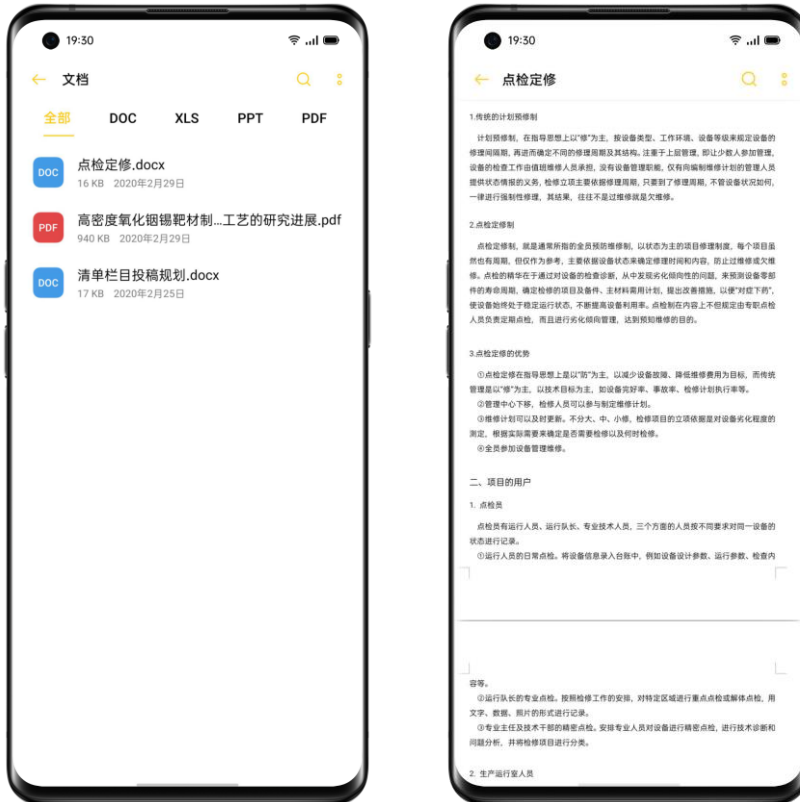 19:30
文档
全部 DOC XLS PPT PDF
DOC
点检定修.docx
16 KB 2020年2月29日
PDF
高密度氧化铟锡靶材制...工艺的研究进展.pdf
940 KB 2020年2月29日
DOC
清单栏目投稿规划.docx
17 KB 2020年2月25日
19:30
点检定修
1.传统的计划预修制
计划预修制，在指导思想上以“修”为主，按设备类型、工作环境、设备等级来规定设备的
修理间隔期，再进而确定不同的修理周期及其结构。注重于上层管理，即让少数人参加管理，
设备的检查工作由值班维修人员承担，没有设备管理职能，仅有向编制维修计划的管理人员
提供状态情报的义务，检修立项主要依据修理周期，只要到了修理周期，不管设备状况如何，
一律进行强制性修理，其结果，往往不是过维修就是欠维修。
2.点检定修制
点检定修制，就是通常所指的全员预防维修制，以状态为主的项目修理制度，每个项目虽
然也有周期，但仅作为参考，主要依据设备状态来确定修理时间和内容，防止过维修或欠维
修。点检的精华在于通过对设备的检查诊断，从中发现劣化倾向性的问题，来预测设备零部
件的寿命周期，确定检修的项目及备件、主材料需用计划，提出改善措施，以便“对症下药”，
使设备始终处于稳定运行状态，不断提高设备利用率。点检制在内容上不但规定由专职点检
人员负责定期点检，而且进行劣化倾向管理，达到预知维修的目的。
3.点检定修的优势
①点检定修在指导思想上是以“防”为主，以减少设备故障、降低维修费用为目标，而传统
管理是以“修”为主，以技术目标为主，如设备完好率、事故率、检修计划执行率等。
②管理中心下移，检修人员可以参与制定维修计划。
③维修计划可以及时更新。不分大、中、小修，检修项目的立项依据是对设备劣化程度的
测定，根据实际需要来确定是否需要检修以及何时检修。
④全员参加设备管理维修。
二、项目的用户
1. 点检员
点检员有运行人员、运行队长、专业技术人员，三个方面的人员按不同要求对同一设备的
状态进行记录。
①运行人员的日常点检。将设备信息录入台账中，例如设备设计参数、运行参数、检查内
容等。
②运行队长的专业点检。按照检修工作的安排，对特定区域进行重点点检或解体点检，用
文字、数据、照片的形式进行记录。
③专业主任及技术干部的精密点检。安排专业人员对设备进行精密点检，进行技术诊断和
问题分析，并将检修项目进行分类。
2. 生产运行室人员